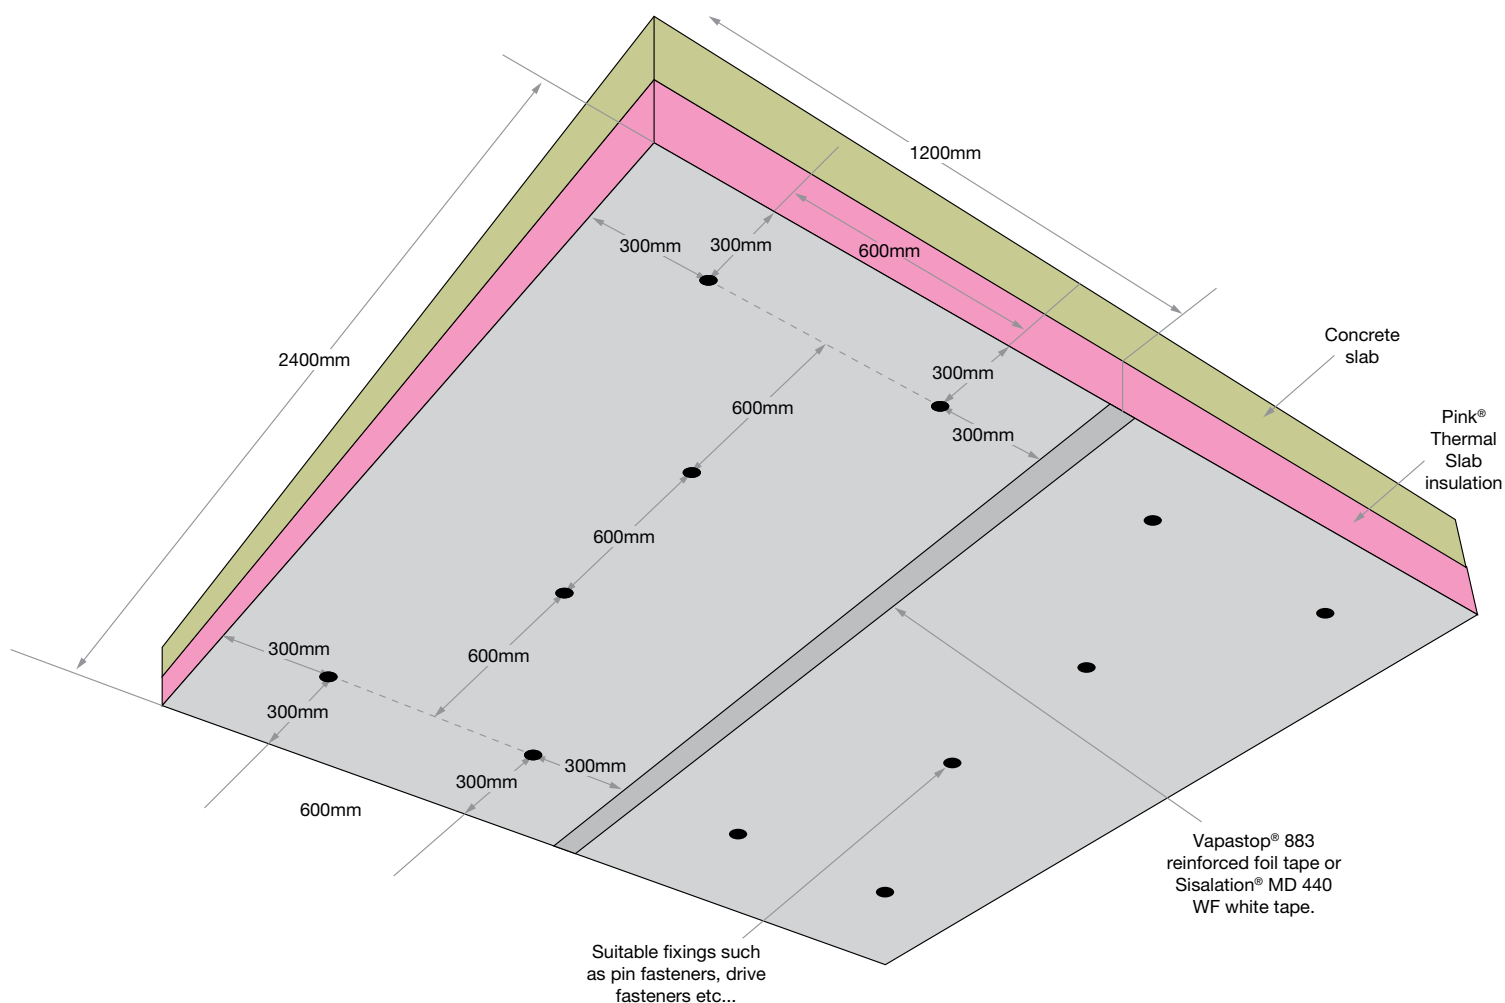 1200mm
300mm
300mm
600mm
2400mm
Concrete
slab
300mm
600mm
300mm
Pink®
Thermal
Slab
insulation
600mm
300mm
600mm
300mm
300mm
300mm
600mm
Vapastop® 883
reinforced foil tape or
Sisalation® MD 440
WF white tape.
Suitable fixings such
as pin fasteners, drive
fasteners etc...